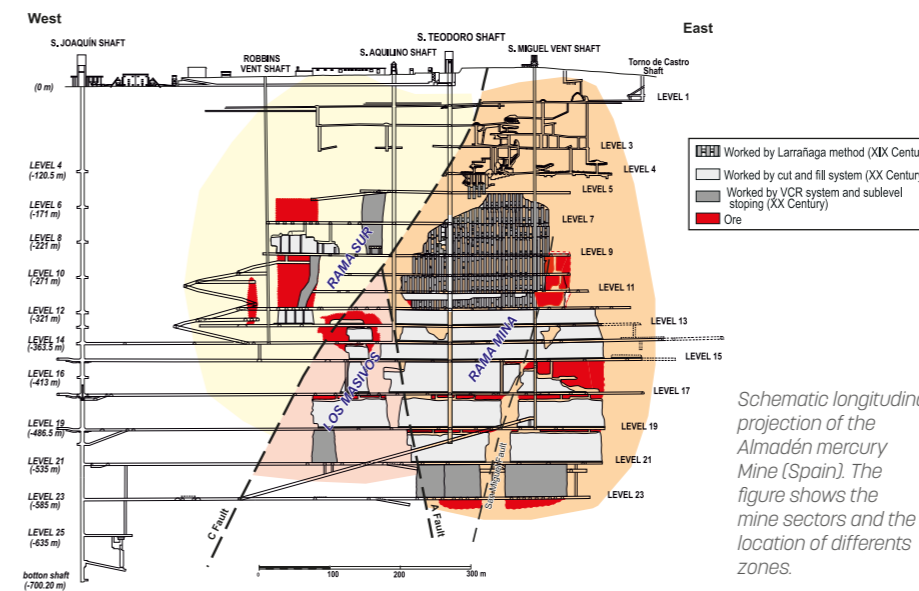 West
East
S. JOAQUÍN SHAFT
ROBBINS
VENT SHAFT
S. AQUILINO SHAFT
S. TEODORO SHAFT
S. MIGUEL VENT SHAFT
Torno de Castro
Shaft
(0 m)
LEVEL 1
LEVEL 3
LEVEL 4
LEVEL 5
LEVEL 7
LEVEL 9
LEVEL 11
LEVEL 13
LEVEL 15
LEVEL 17
LEVEL 19
LEVEL 21
LEVEL 23
LEVEL 4
(-120.5 m)
LEVEL 6
(-171 m)
LEVEL 8
(-221 m)
LEVEL 10
(-271 m)
LEVEL 12
(-321 m)
LEVEL 14
(-363.5 m)
LEVEL 16
(-413 m)
LEVEL 19
(-486.5 m)
LEVEL 21
(-535 m)
LEVEL 23
(-585 m)
LEVEL 25
(-635 m)
botton shaft
(-700.20 m)
RAMA SUR
LOS MASIVOS
RAMA MINA
C Fault
A Fault
San Miguel Fault
0 100 200 300 m
Worked by Larrañaga method (XIX Centu
Worked by cut and fill system (XX Century
Worked by VCR system and sublevel
stoping (XX Century)
Ore
Schematic longitudina
projection of the
Almadén mercury
Mine (Spain). The
figure shows the
mine sectors and the
location of differents
zones.